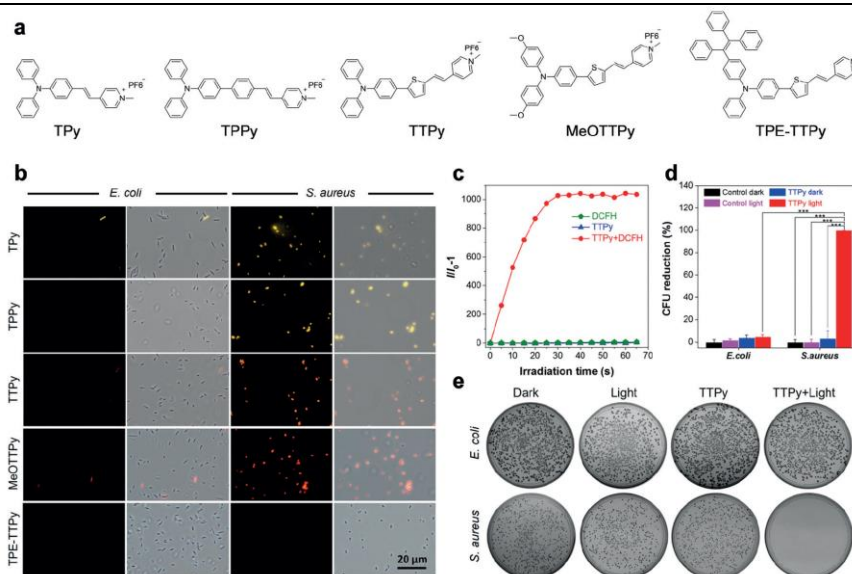 a
PF6⁻
N⁺
N
TPy
PF6⁻
N⁺
N
TPPy
PF6⁻
N⁺
S
N
TTPy
O
PF6⁻
N⁺
S
N
O
MeOTTPy
S
N
TPE-TTPy
b
E. coli
S. aureus
TPy
TPPy
TTPy
MeOTTPy
TPE-TTPy
20 μm
c
1000
800
600
400
200
0
I/I₀-1
DCFH
TTPy
TTPy+DCFH
0 10 20 30 40 50 60 70
Irradiation time (s)
d
140
120
100
80
60
40
20
0
CFU reduction (%)
Control dark
TTPy dark
Control light
TTPy light
***
***
***
***
E.coli
S.aureus
e
Dark
Light
TTPy
TTPy+Light
E. coli
S. aureus